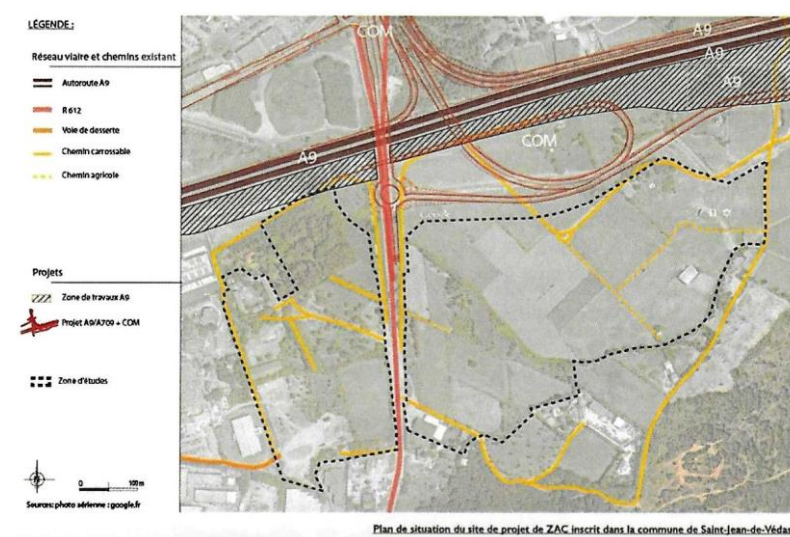 LÉGENDE :
Réseau viaire et chemins existant
Autoroute A9
R 612
Voie de desserte
Chemin carrossable
Chemin agricole
Projets
Zone de travaux A9
Projet A9/A709 + COM
Zone d'études
N
0 100 m
Sources: photo aérienne : google.fr
COM
A9
A9
A9
A9
COM
Plan de situation du site de projet de ZAC inscrit dans la commune de Saint-Jean-de-Védas